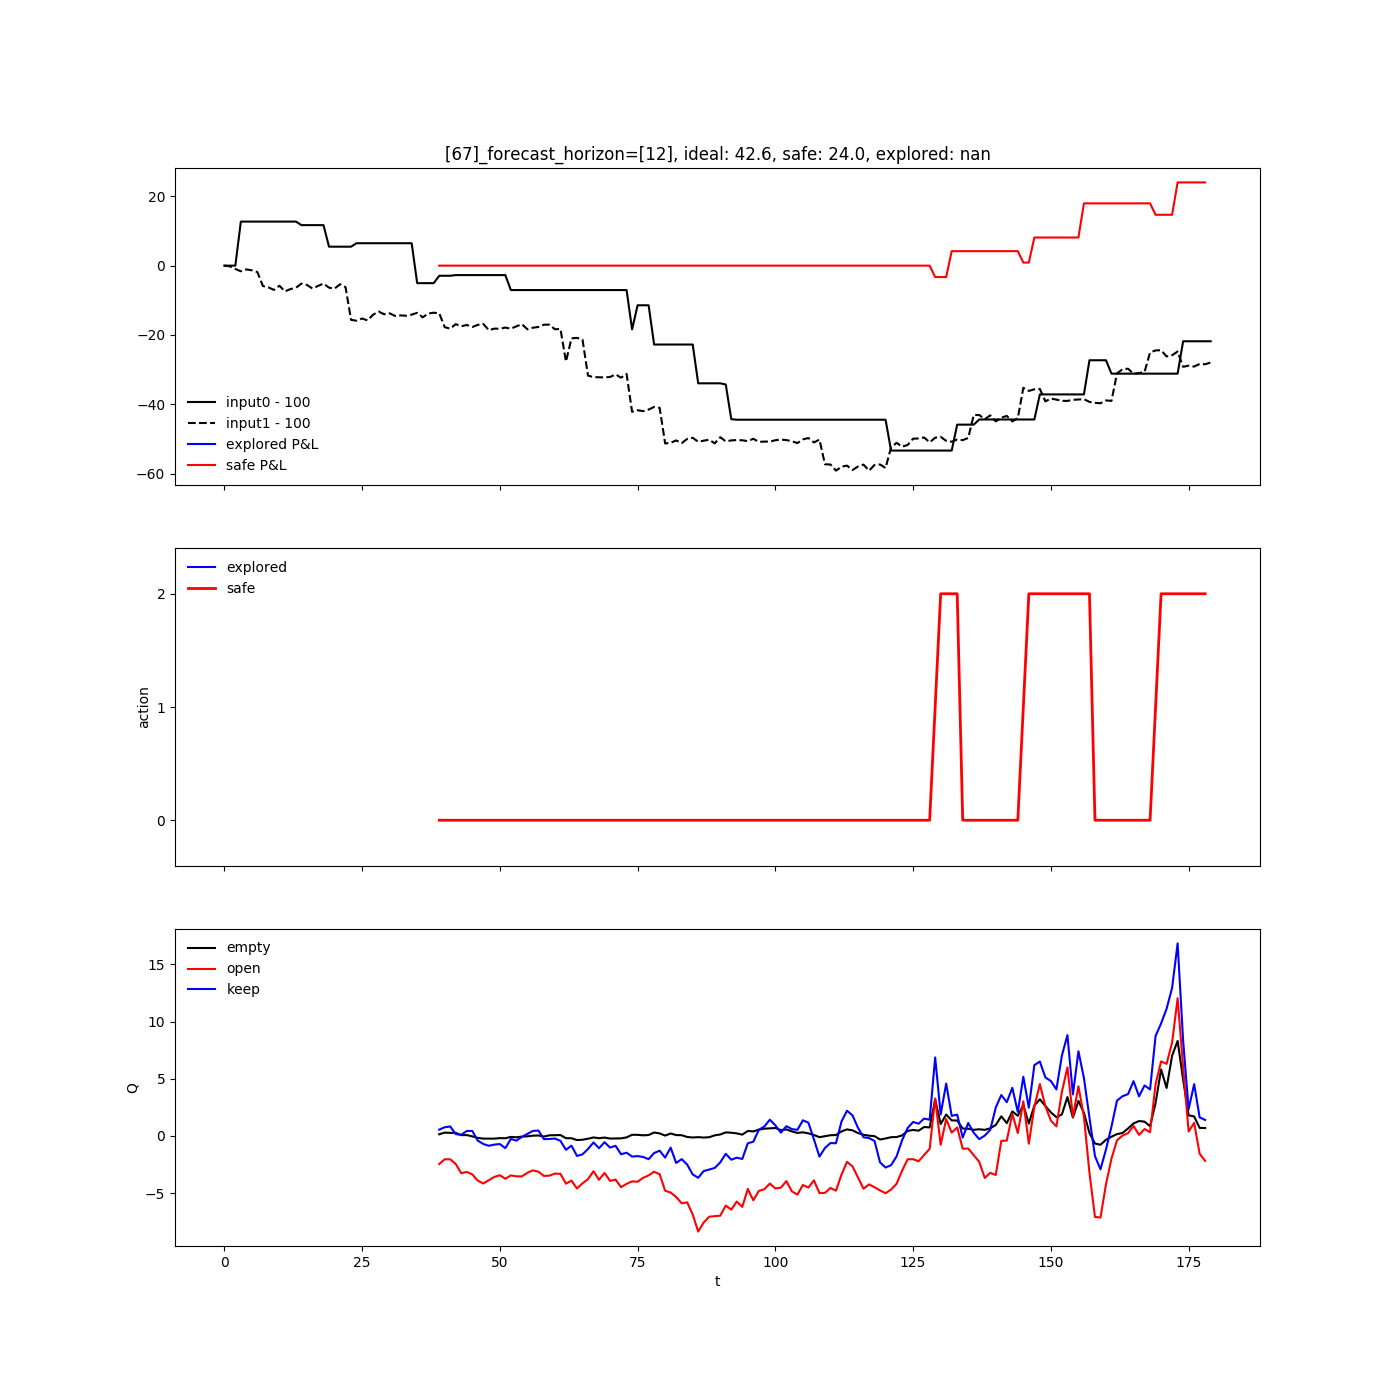 [67]_forecast_horizon=[12], ideal: 42.6, safe: 24.0, explored: nan
20
0
−20
−40
−60
input0 - 100
input1 - 100
explored P&L
safe P&L
explored
safe
2
1
0
action
empty
open
keep
15
10
5
0
−5
Q
0 25 50 75 100 125 150 175
t